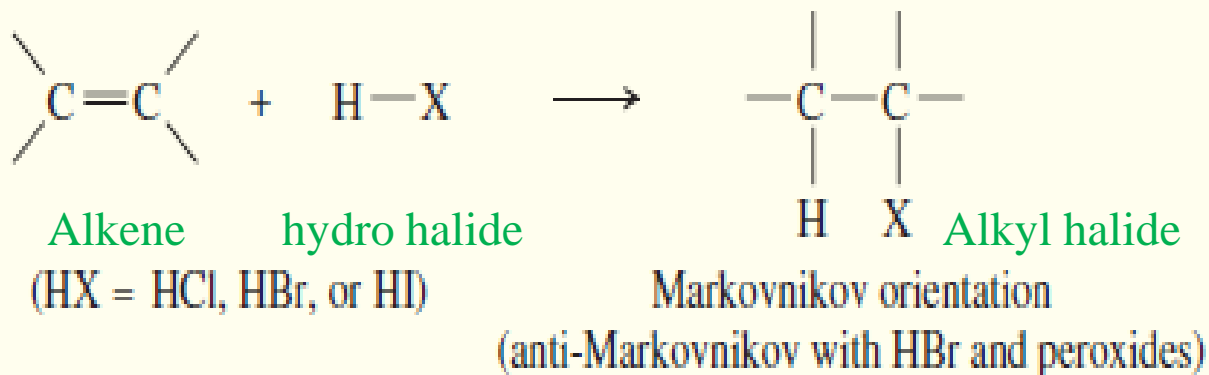 C=C + H—X → —C—C—
H X
Alkene hydro halide Alkyl halide
(HX = HCl, HBr, or HI) Markovnikov orientation
(anti-Markovnikov with HBr and peroxides)